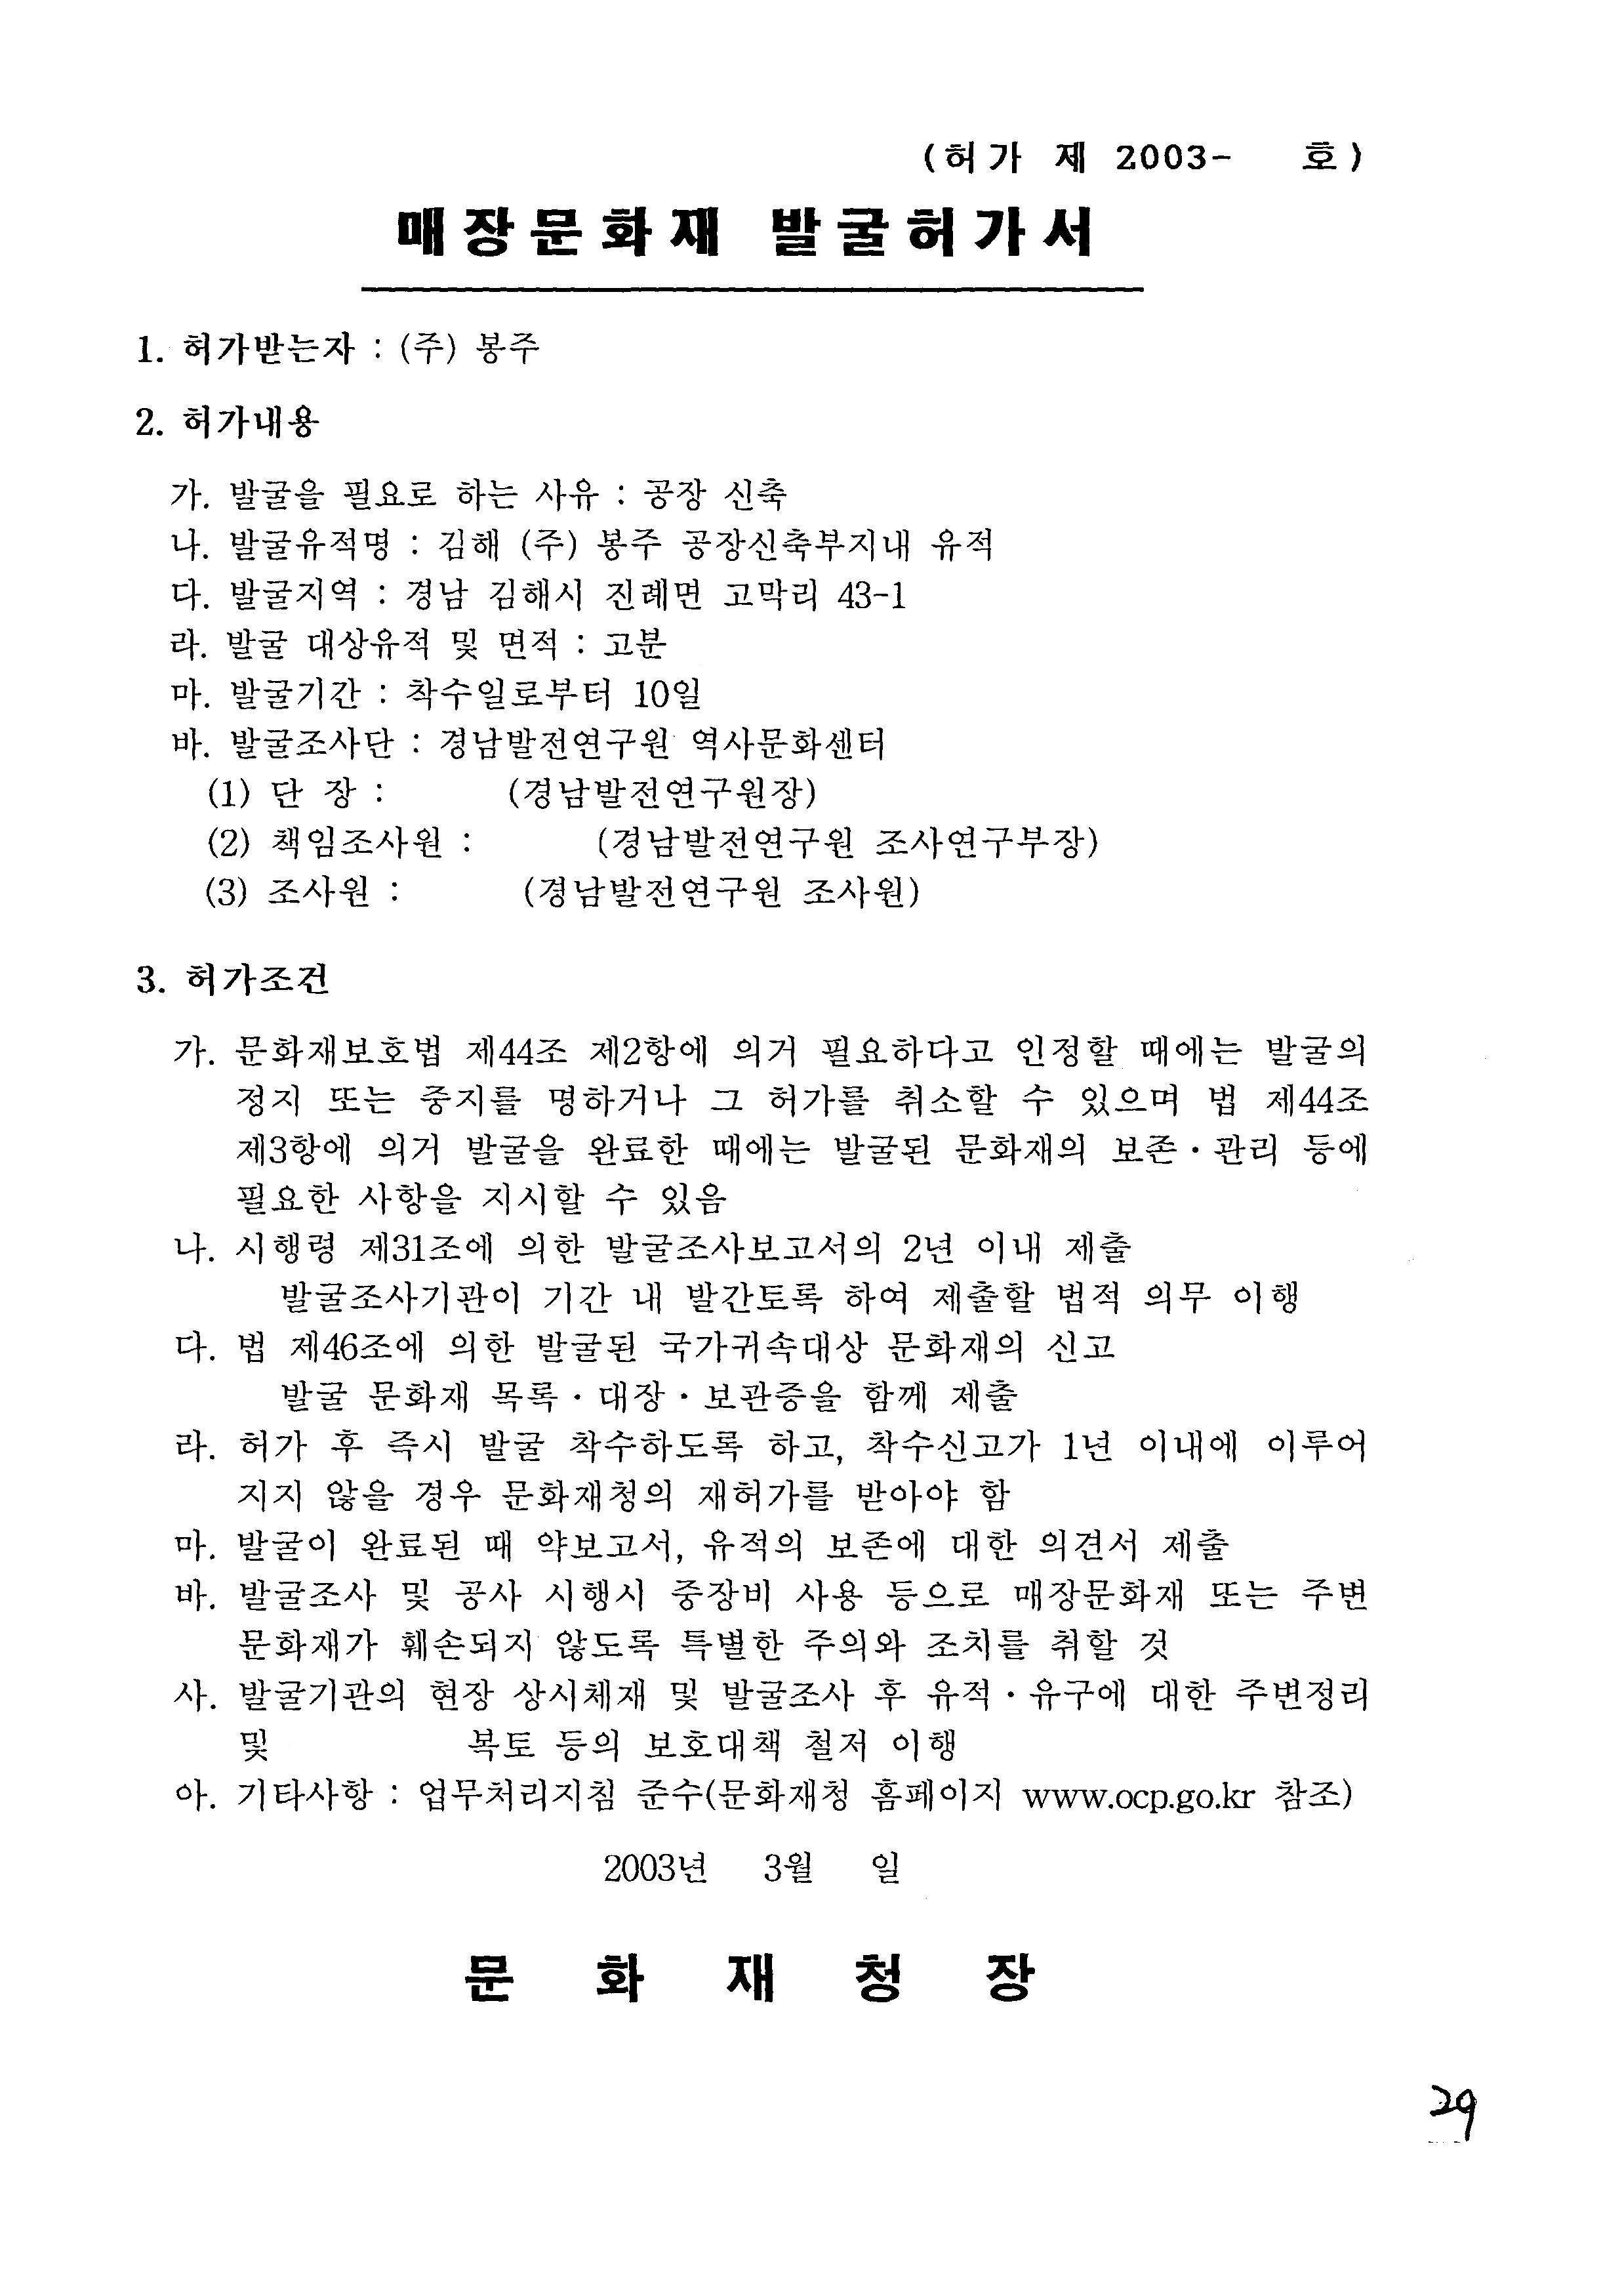 (허가 제 2003- 호)
매장문화재 발굴허가서
1. 허가받는자 : (주) 봉주
2. 허가내용
가. 발굴을 필요로 하는 사유 : 공장 신축
나. 발굴유적명 : 김해 (주) 봉주 공장신축부지내 유적
다. 발굴지역 : 경남 김해시 진례면 고막리 43-1
라. 발굴 대상유적 및 면적 : 고분
마. 발굴기간 : 착수일로부터 10일
바. 발굴조사단 : 경남발전연구원 역사문화센터
(1) 단 장 : (경남발전연구원장)
(2) 책임조사원 : (경남발전연구원 조사연구부장)
(3) 조사원 : (경남발전연구원 조사원)
3. 허가조건
가. 문화재보호법 제44조 제2항에 의거 필요하다고 인정할 때에는 발굴의
정지 또는 중지를 명하거나 그 허가를 취소할 수 있으며 법 제44조
제3항에 의거 발굴을 완료한 때에는 발굴된 문화재의 보존·관리 등에
필요한 사항을 지시할 수 있음
나. 시행령 제31조에 의한 발굴조사보고서의 2년 이내 제출
발굴조사기관이 기간 내 발간토록 하여 제출할 법적 의무 이행
다. 법 제46조에 의한 발굴된 국가귀속대상 문화재의 신고
발굴 문화재 목록·대장·보관증을 함께 제출
라. 허가 후 즉시 발굴 착수하도록 하고, 착수신고가 1년 이내에 이루어
지지 않을 경우 문화재청의 재허가를 받아야 함
마. 발굴이 완료된 때 약보고서, 유적의 보존에 대한 의견서 제출
바. 발굴조사 및 공사 시행시 중장비 사용 등으로 매장문화재 또는 주변
문화재가 훼손되지 않도록 특별한 주의와 조치를 취할 것
사. 발굴기관의 현장 상시체재 및 발굴조사 후 유적·유구에 대한 주변정리
및 복토 등의 보호대책 철저 이행
아. 기타사항 : 업무처리지침 준수(문화재청 홈페이지 www.ocp.go.kr 참조)
2003년 3월 일
문 화 재 청 장
29